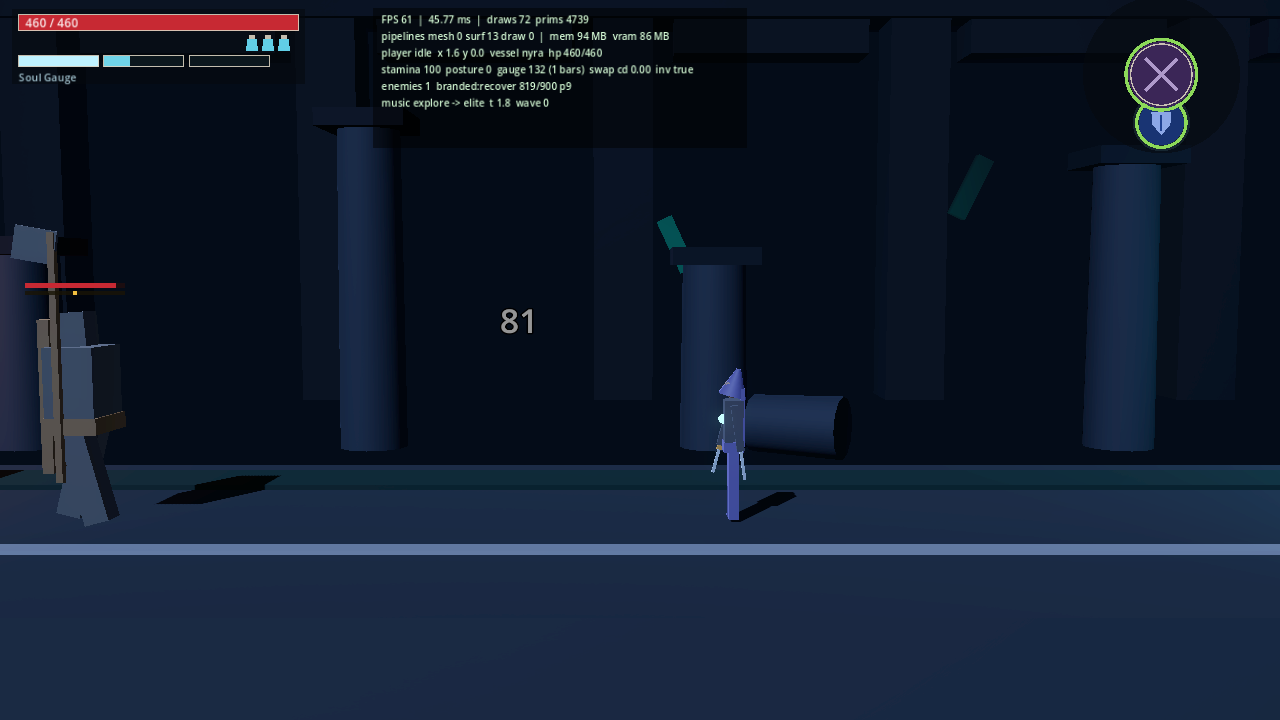 460 / 460
Soul Gauge
FPS 61 | 45.77 ms | draws 72 prims 4739
pipelines mesh 0 surf 13 draw 0 | mem 94 MB vram 86 MB
player idle x 1.6 y 0.0 vessel nyra hp 460/460
stamina 100 posture 0 gauge 132 (1 bars) swap cd 0.00 inv true
enemies 1 branded:recover 819/900 p9
music explore -> elite t 1.8 wave 0
81